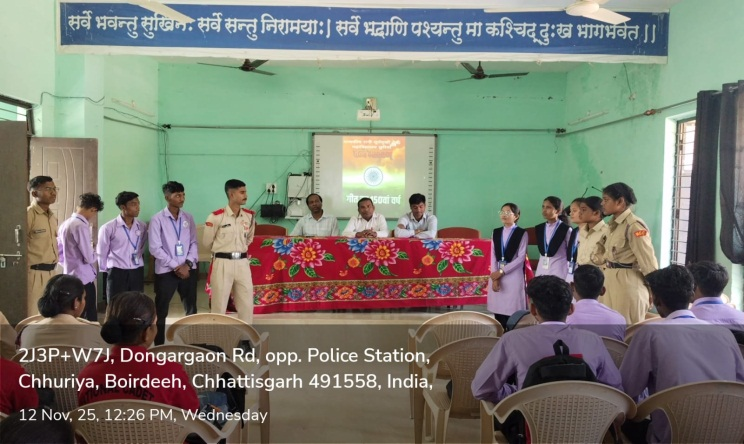 सर्वे भवन्तु सुखिनः सर्वे सन्तु निरामयाः| सर्वे भद्राणि पश्यन्तु मा कश्चिद् दुःख भागभवेत ||
2J3P+W7J, Dongargaon Rd, opp. Police Station,
Chhuriya, Boirdeeh, Chhattisgarh 491558, India,
12 Nov, 25, 12:26 PM, Wednesday